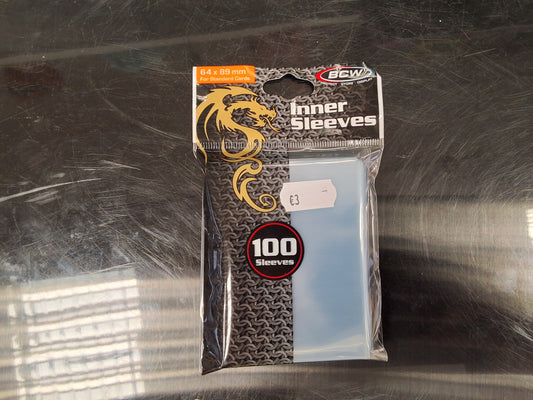 64 x 89 mm
For Standard Cards
BCW
Inner
Sleeves
€3
100
Sleeves